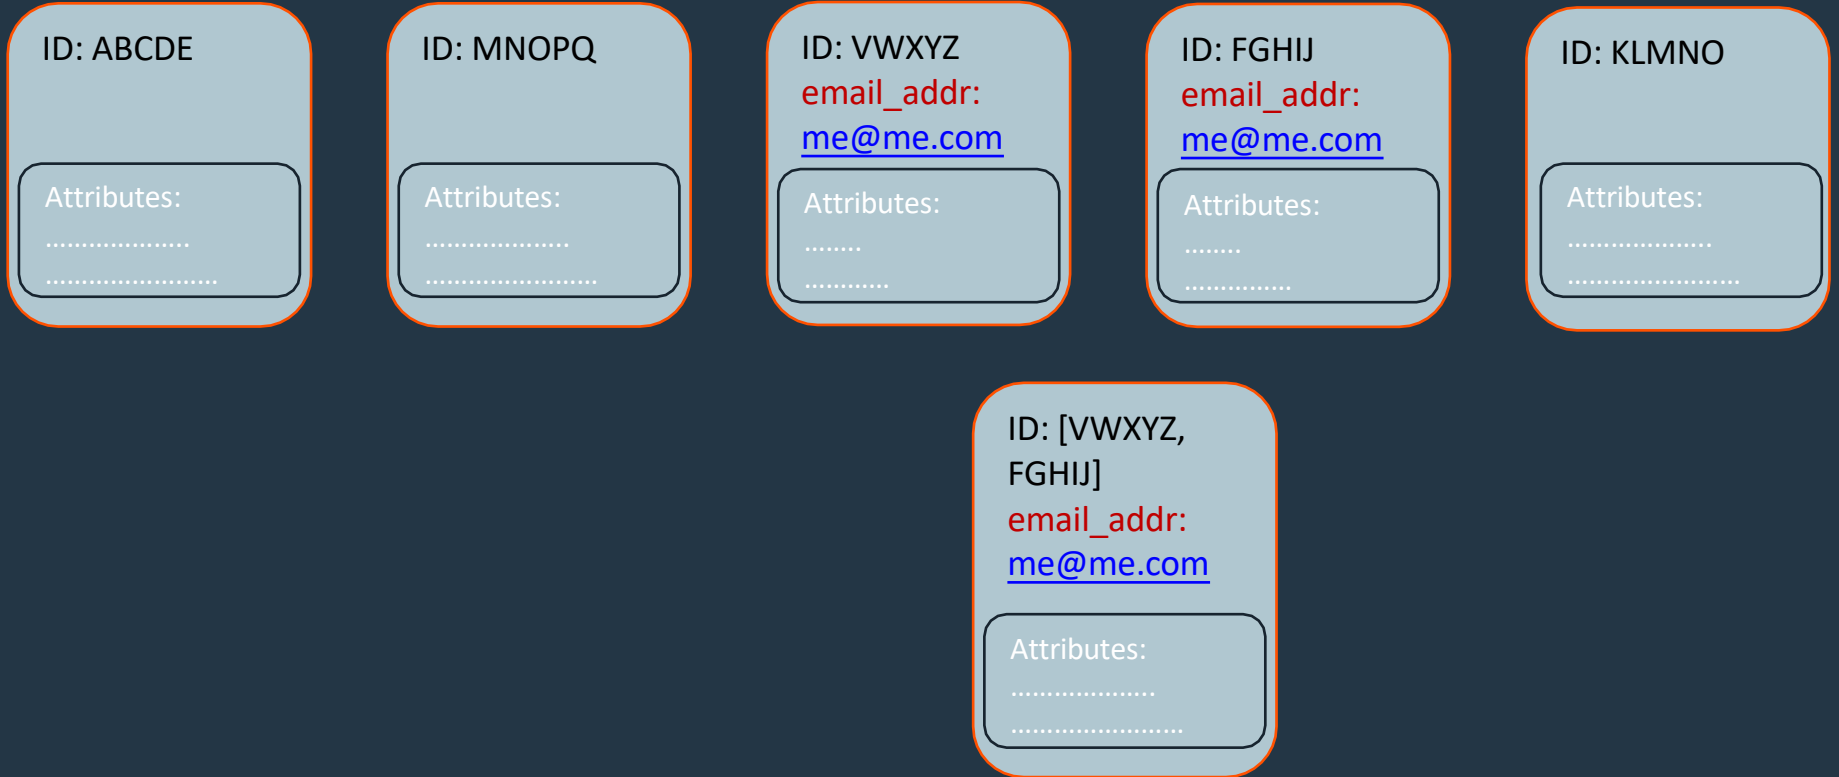 ID: ABCDE
Attributes:
………………..
……………………
ID: MNOPQ
Attributes:
………………..
……………………
ID: VWXYZ
email_addr:
me@me.com
Attributes:
……..
…………
ID: FGHIJ
email_addr:
me@me.com
Attributes:
……..
……………
ID: KLMNO
Attributes:
………………..
……………………
ID: [VWXYZ,
FGHIJ]
email_addr:
me@me.com
Attributes:
………………..
……………………